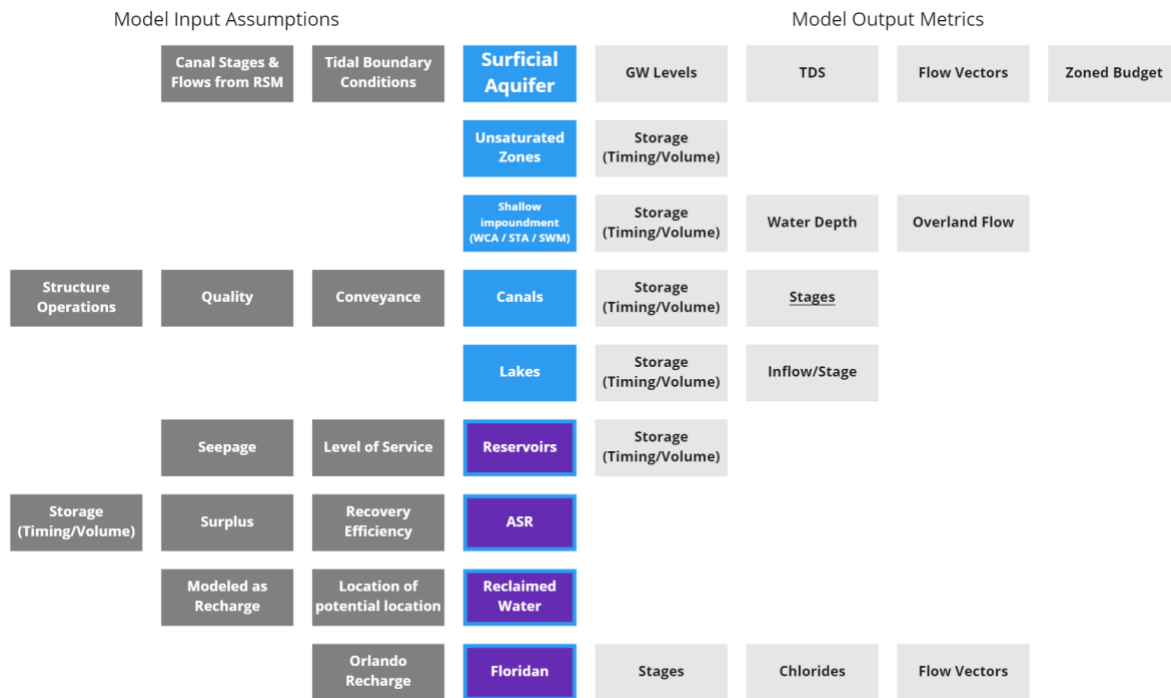 Model Input Assumptions
Model Output Metrics
Canal Stages &
Flows from RSM
Tidal Boundary
Conditions
Surficial
Aquifer
GW Levels
TDS
Flow Vectors
Zoned Budget
Unsaturated
Zones
Storage
(Timing/Volume)
Shallow
impoundment
(WCA / STA / SWM)
Storage
(Timing/Volume)
Water Depth
Overland Flow
Structure
Operations
Quality
Conveyance
Canals
Storage
(Timing/Volume)
Stages
Lakes
Storage
(Timing/Volume)
Inflow/Stage
Seepage
Level of Service
Reservoirs
Storage
(Timing/Volume)
Storage
(Timing/Volume)
Surplus
Recovery
Efficiency
ASR
Modeled as
Recharge
Location of
potential location
Reclaimed
Water
Orlando
Recharge
Floridan
Stages
Chlorides
Flow Vectors